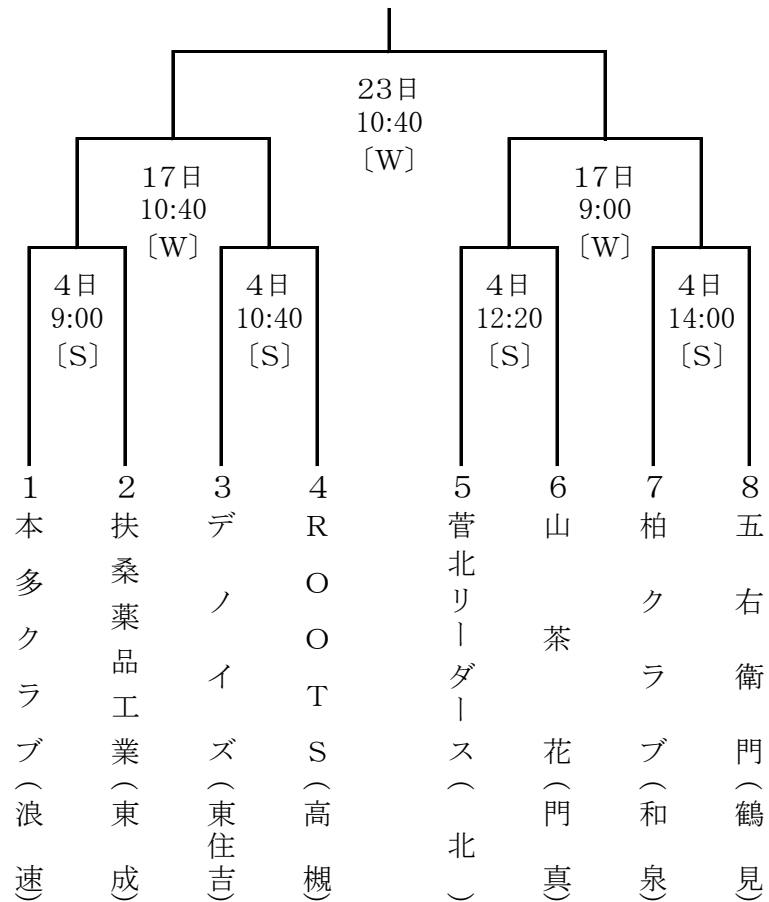 23日
10:40
〔W〕
17日
10:40
〔W〕
17日
9:00
〔W〕
4日
9:00
〔S〕
4日
10:40
〔S〕
4日
12:20
〔S〕
4日
14:00
〔S〕
1
本多クラブ(浪速)
2
扶桑薬品工業(東成)
3
デノイズ(東住吉)
4
ROOTS(高槻)
5
菅北リーダース(北)
6
山茶花(門真)
7
柏クラブ(和泉)
8
五右衛門(鶴見)